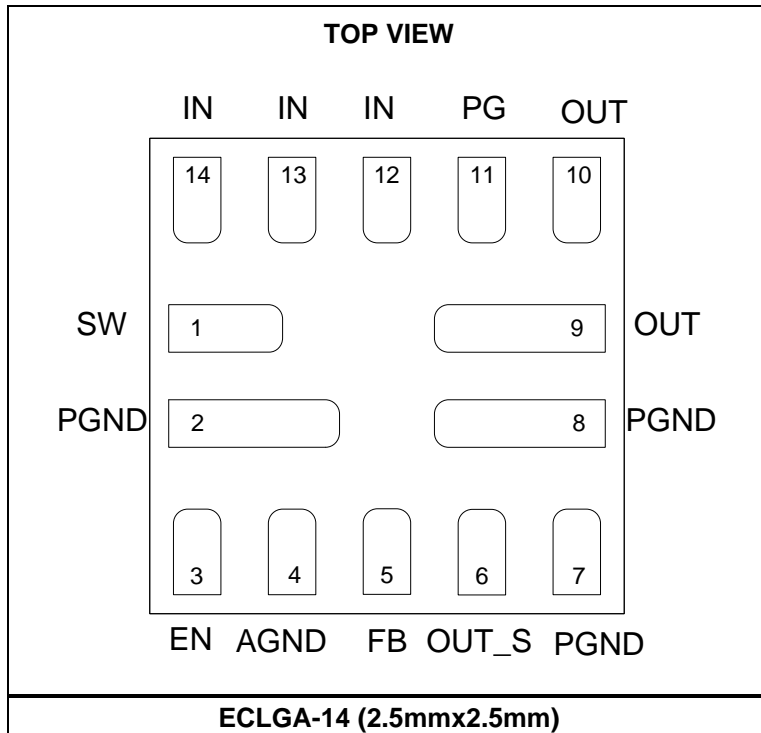 TOP VIEW
IN IN IN PG OUT
14 13 12 11 10
SW 1 9 OUT
PGND 2 8 PGND
3 4 5 6 7
EN AGND FB OUT_S PGND
ECLGA-14 (2.5mmx2.5mm)